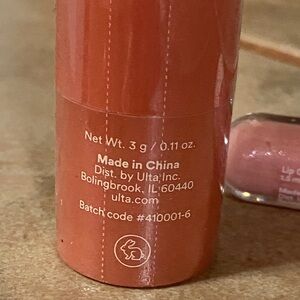 Net Wt. 3 g / 0.11 oz.
Made in China
Dist. by Ulta, Inc.
Bolingbrook, IL 60440
ulta.com
Batch code #410001-6
Lip